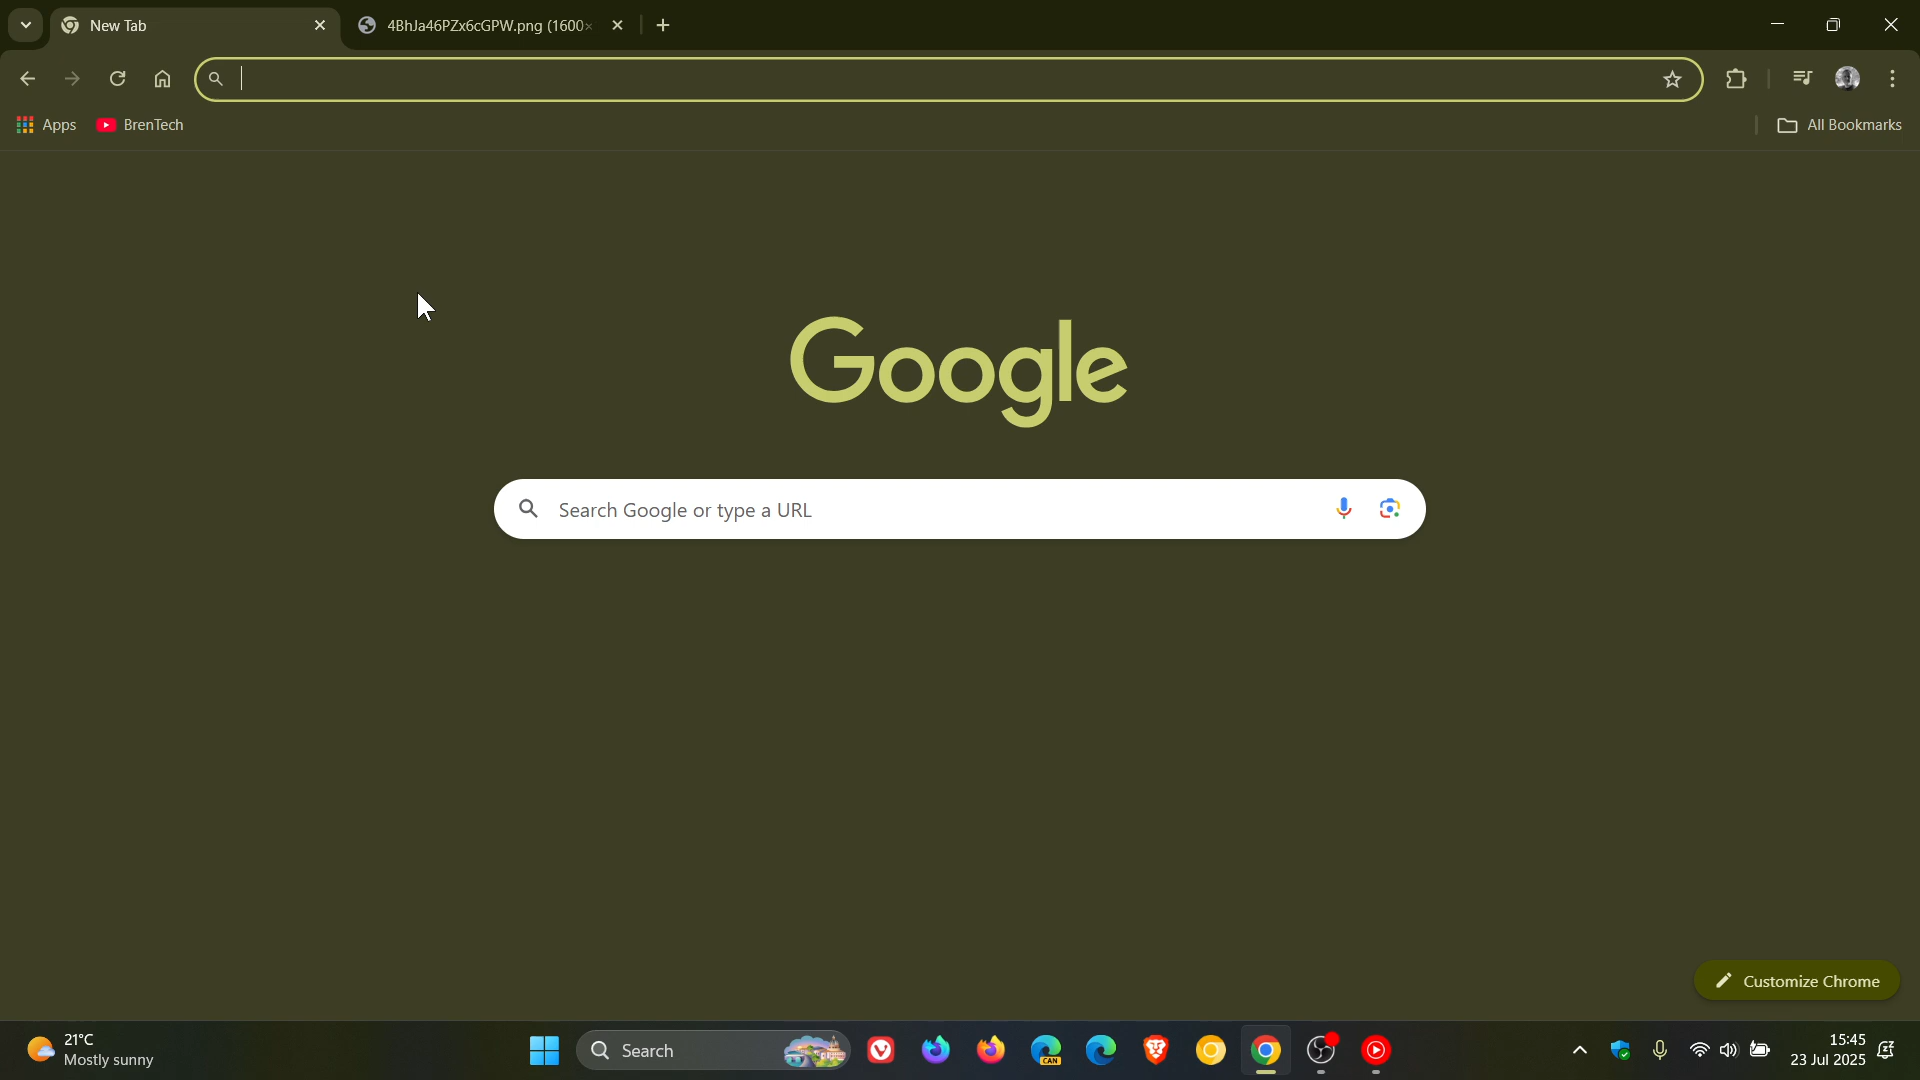 New Tab
4BhJa46PZx6cGPW.png (1600×
Apps
BrenTech
All Bookmarks
Google
Search Google or type a URL
Customize Chrome
21°C
Mostly sunny
Search
CAN
15:45
23 Jul 2025